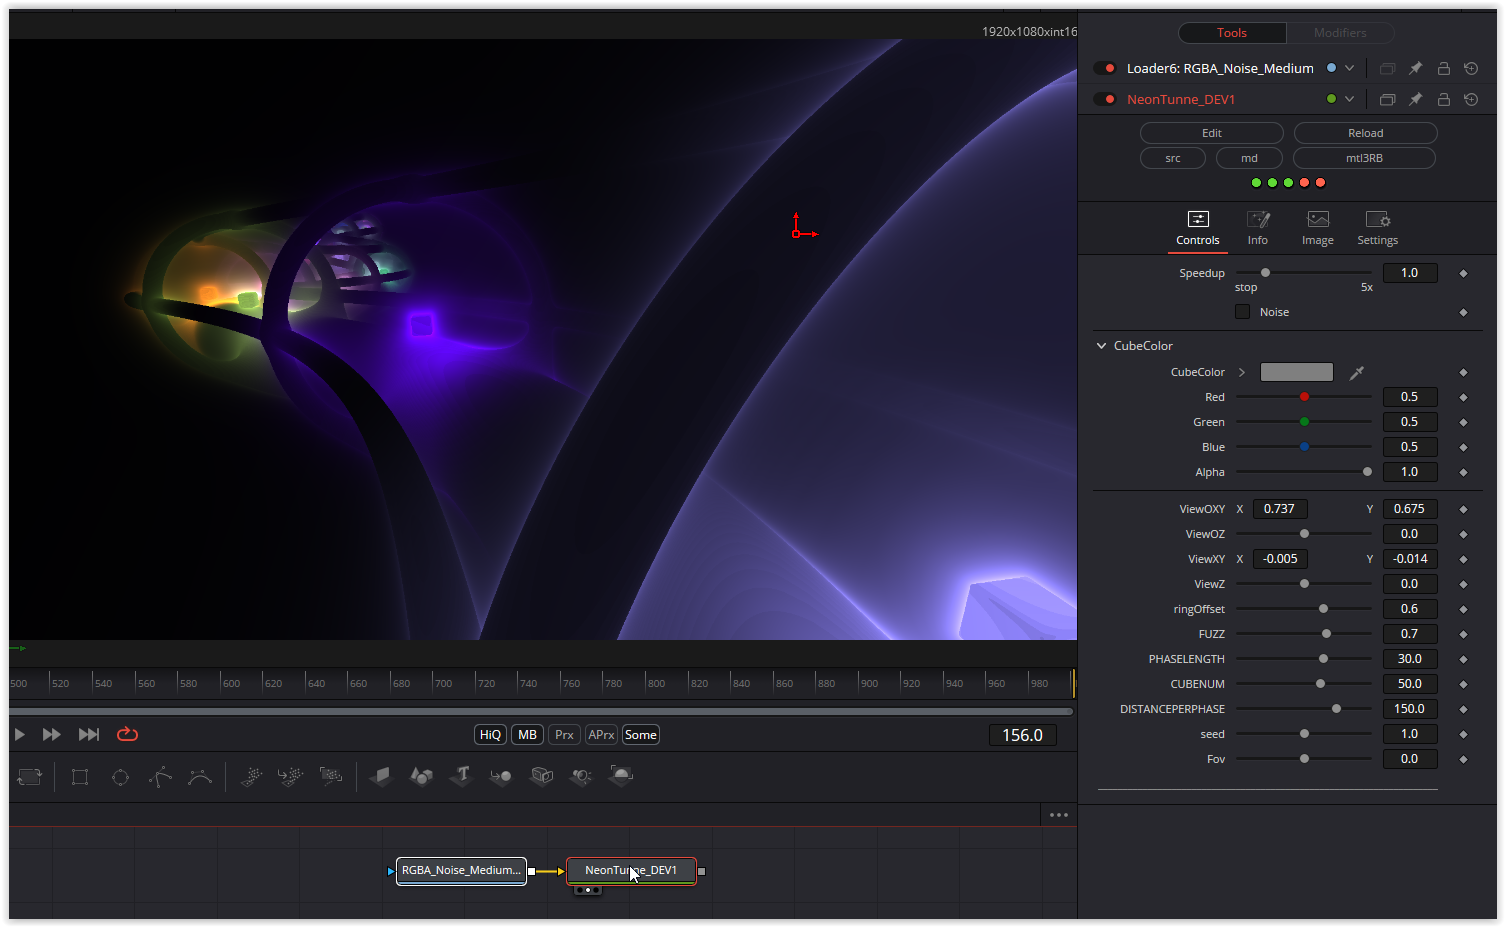 1920x1080xint16
Tools
Modifiers
Loader6: RGBA_Noise_Medium
NeonTunne_DEV1
Edit
Reload
src
md
mtl3RB
Controls
Info
Image
Settings
Speedup 1.0
stop 5x
Noise
CubeColor
CubeColor
Red 0.5
Green 0.5
Blue 0.5
Alpha 1.0
ViewOXY X 0.737 Y 0.675
ViewOZ 0.0
ViewXY X -0.005 Y -0.014
ViewZ 0.0
ringOffset 0.6
FUZZ 0.7
PHASELENGTH 30.0
CUBENUM 50.0
DISTANCEPERPHASE 150.0
seed 1.0
Fov 0.0
500 520 540 560 580 600 620 640 660 680 700 720 740 760 780 800 820 840 860 880 900 920 940 960 980
HiQ MB Prx APrx Some
156.0
RGBA_Noise_Medium...